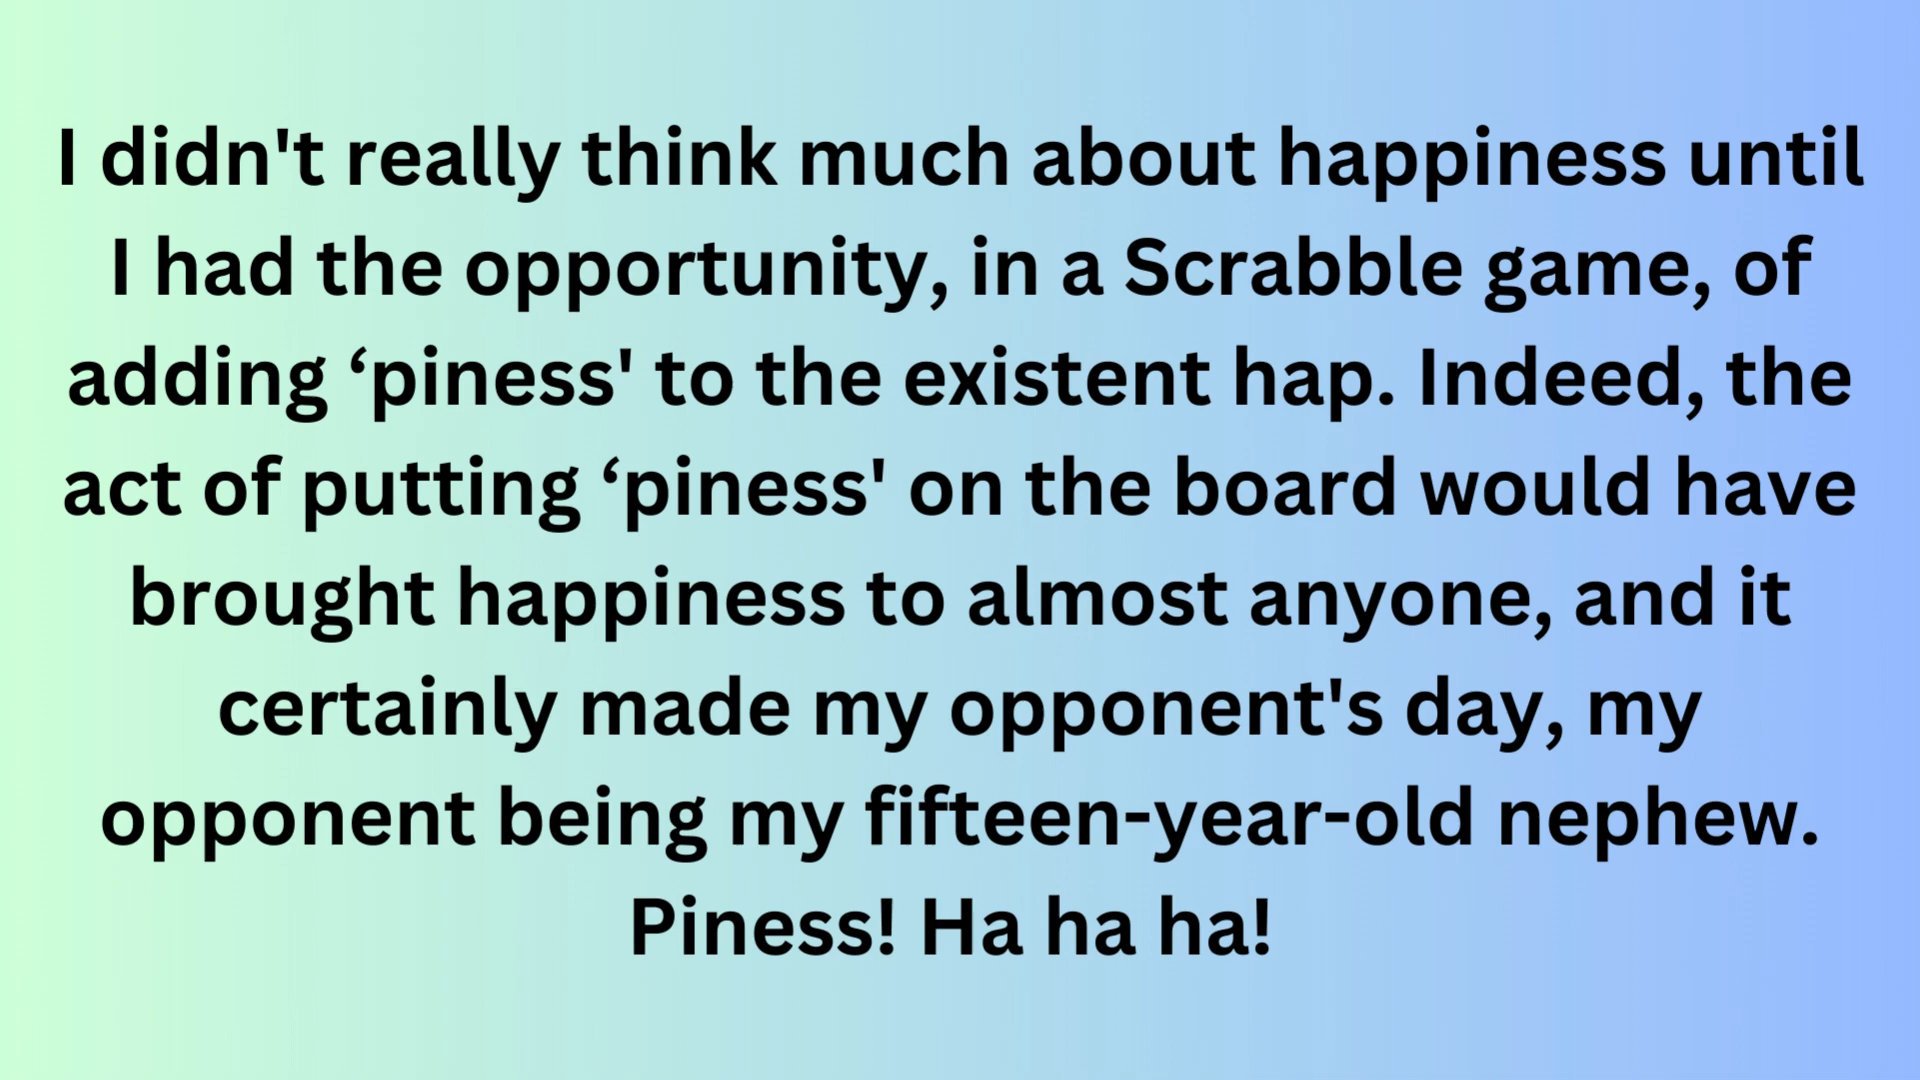 I didn't really think much about happiness until
I had the opportunity, in a Scrabble game, of
adding ‘piness' to the existent hap. Indeed, the
act of putting ‘piness' on the board would have
brought happiness to almost anyone, and it
certainly made my opponent's day, my
opponent being my fifteen-year-old nephew.
Piness! Ha ha ha!